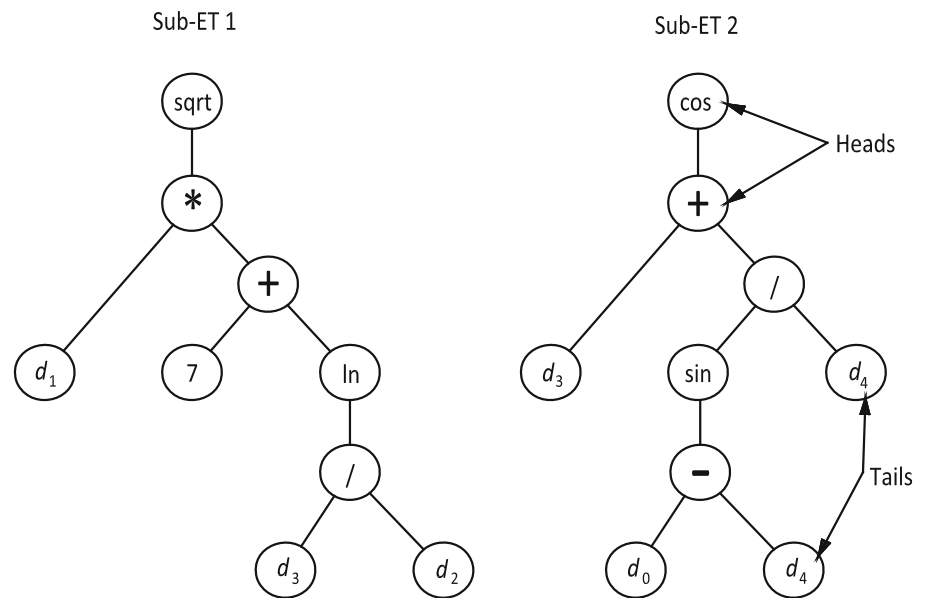 Sub-ET 1
Sub-ET 2
sqrt
cos
Heads
*
+
+
/
d1
7
ln
d3
sin
d4
/
-
Tails
d3
d2
d0
d4